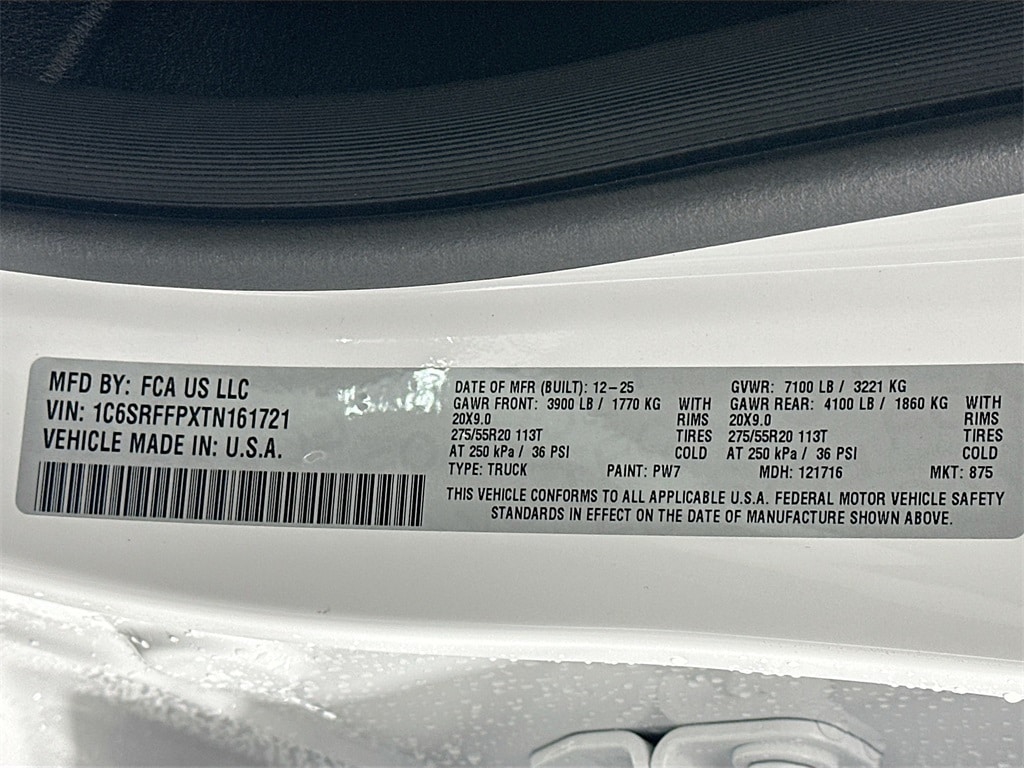 MFD BY: FCA US LLC
VIN: 1C6SRFFPXTN161721
VEHICLE MADE IN: U.S.A.
DATE OF MFR (BUILT): 12-25 GVWR: 7100 LB / 3221 KG
GAWR FRONT: 3900 LB / 1770 KG WITH GAWR REAR: 4100 LB / 1860 KG WITH
20X9.0 RIMS 20X9.0 RIMS
275/55R20 113T TIRES 275/55R20 113T TIRES
AT 250 kPa / 36 PSI COLD AT 250 kPa / 36 PSI COLD
TYPE: TRUCK PAINT: PW7 MDH: 121716 MKT: 875
THIS VEHICLE CONFORMS TO ALL APPLICABLE U.S.A. FEDERAL MOTOR VEHICLE SAFETY
STANDARDS IN EFFECT ON THE DATE OF MANUFACTURE SHOWN ABOVE.